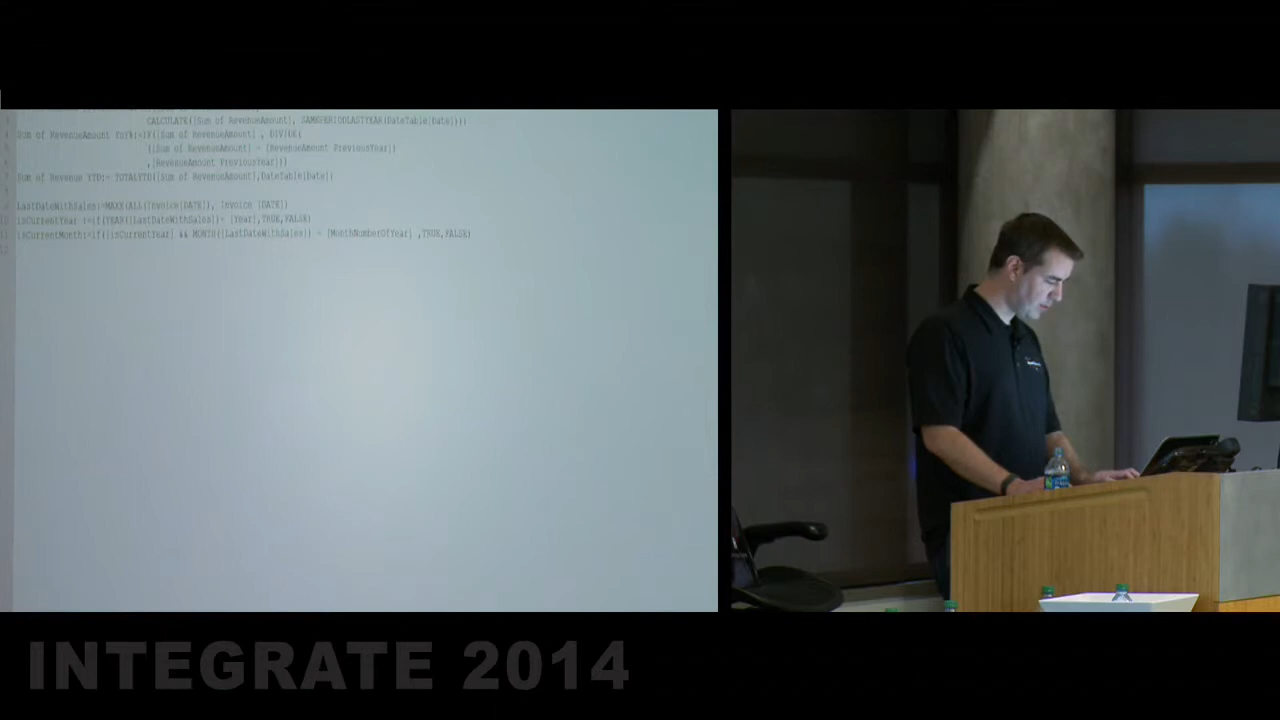 CALCULATE([Sum of RevenueAmount], SAMEPERIODLASTYEAR(DateTable[Date])))
Sum of RevenueAmount YoY%:=IF([Sum of RevenueAmount] , DIVIDE(
([Sum of RevenueAmount] - [RevenueAmount PreviousYear])
,[RevenueAmount PreviousYear]))
Sum of Revenue YTD:= TOTALYTD([Sum of RevenueAmount],DateTable[Date])
LastDateWithSales:=MAXX(ALL(Invoice[DATE]), Invoice [DATE])
isCurrentYear :=if(YEAR([LastDateWithSales])= [Year],TRUE,FALSE)
isCurrentMonth:=if([isCurrentYear] && MONTH([LastDateWithSales]) = [MonthNumberOfYear] ,TRUE,FALSE)
INTEGRATE 2014